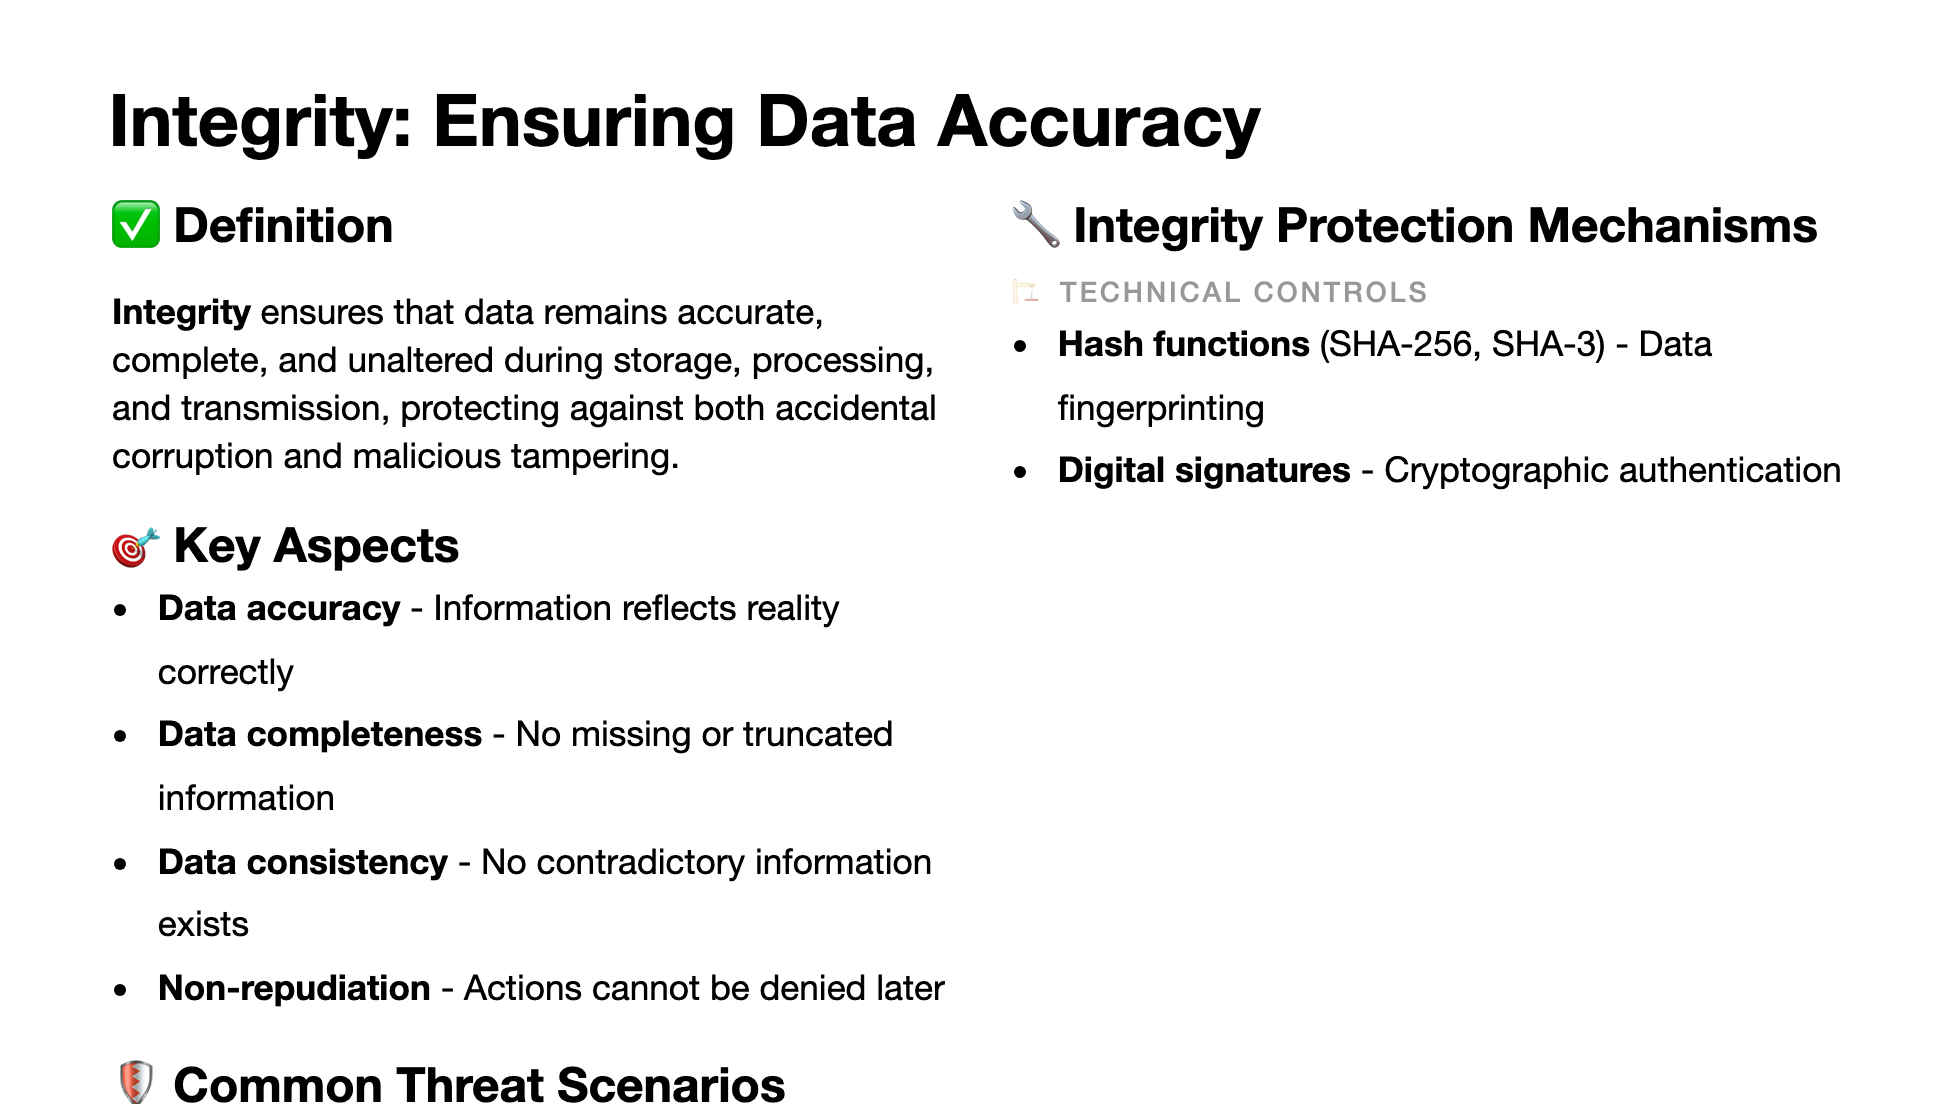 Integrity: Ensuring Data Accuracy
✅ Definition
Integrity ensures that data remains accurate,
complete, and unaltered during storage, processing,
and transmission, protecting against both accidental
corruption and malicious tampering.
🎯 Key Aspects
• Data accuracy - Information reflects reality
correctly
• Data completeness - No missing or truncated
information
• Data consistency - No contradictory information
exists
• Non-repudiation - Actions cannot be denied later
🛡️ Common Threat Scenarios
🔧 Integrity Protection Mechanisms
🏗️ TECHNICAL CONTROLS
• Hash functions (SHA-256, SHA-3) - Data
fingerprinting
• Digital signatures - Cryptographic authentication